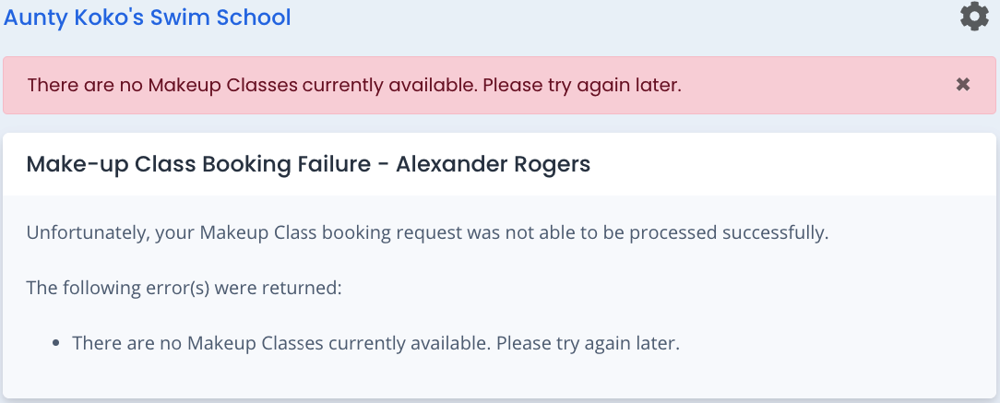 Aunty Koko's Swim School
There are no Makeup Classes currently available. Please try again later.
Make-up Class Booking Failure - Alexander Rogers
Unfortunately, your Makeup Class booking request was not able to be processed successfully.
The following error(s) were returned:
• There are no Makeup Classes currently available. Please try again later.